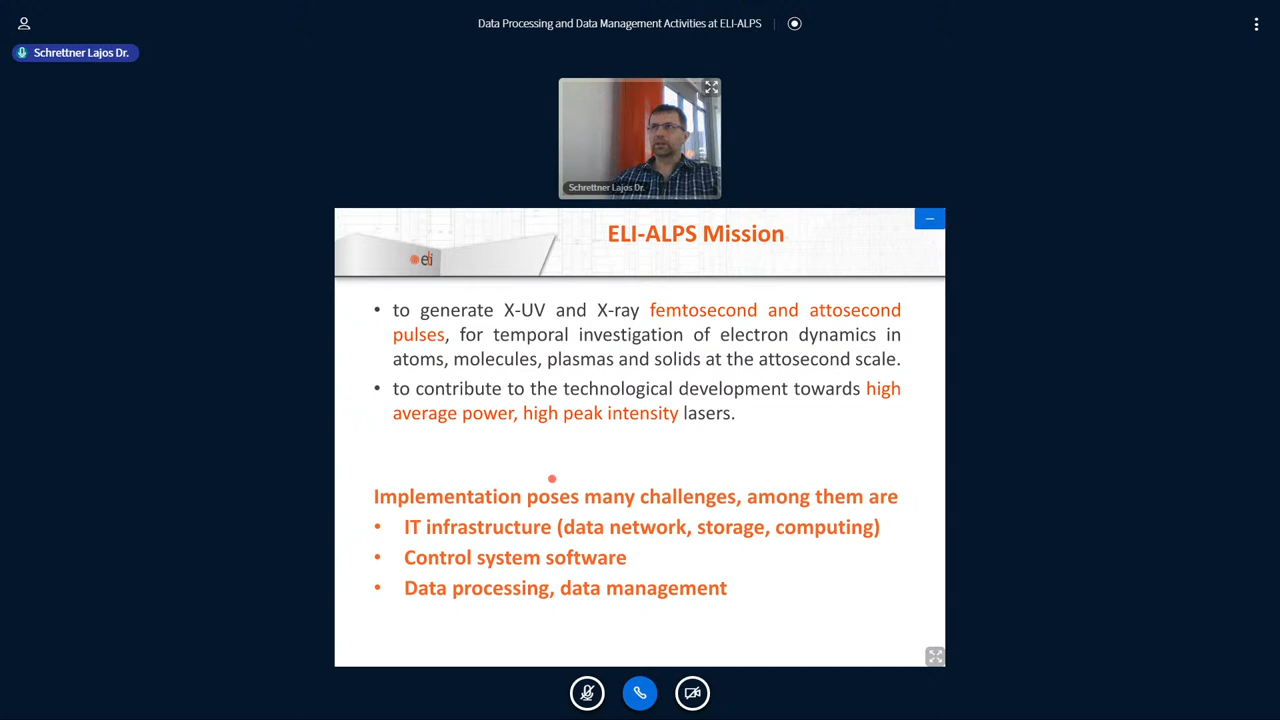 Data Processing and Data Management Activities at ELI-ALPS
Schrettner Lajos Dr.
Schrettner Lajos Dr.
ELI-ALPS Mission
eli
• to generate X-UV and X-ray femtosecond and attosecond
pulses, for temporal investigation of electron dynamics in
atoms, molecules, plasmas and solids at the attosecond scale.
• to contribute to the technological development towards high
average power, high peak intensity lasers.
Implementation poses many challenges, among them are
• IT infrastructure (data network, storage, computing)
• Control system software
• Data processing, data management